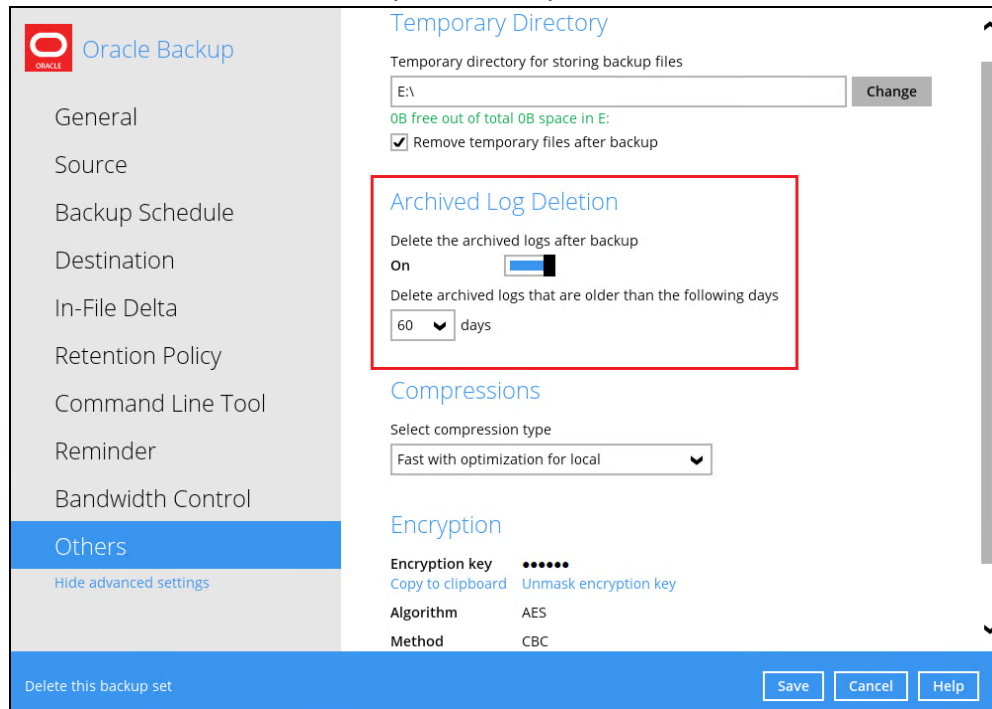 ORACLE
Oracle Backup
General
Source
Backup Schedule
Destination
In-File Delta
Retention Policy
Command Line Tool
Reminder
Bandwidth Control
Others
Hide advanced settings
Temporary Directory
Temporary directory for storing backup files
E:\
Change
0B free out of total 0B space in E:
Remove temporary files after backup
Archived Log Deletion
Delete the archived logs after backup
On
Delete archived logs that are older than the following days
60 days
Compressions
Select compression type
Fast with optimization for local
Encryption
Encryption key ••••••
Copy to clipboard Unmask encryption key
Algorithm AES
Method CBC
Delete this backup set
Save Cancel Help